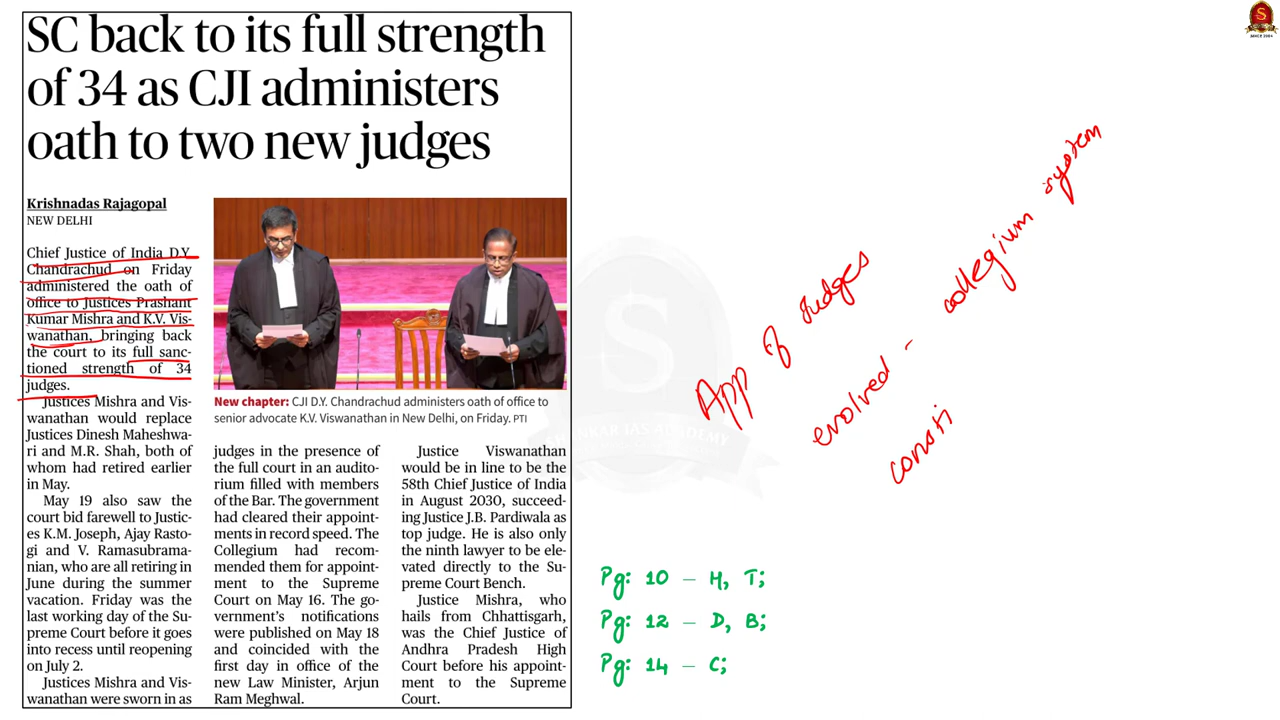 SC back to its full strength
of 34 as CJI administers
oath to two new judges
Krishnadas Rajagopal
NEW DELHI
Chief Justice of India D.Y.
Chandrachud on Friday
administered the oath of
office to Justices Prashant
Kumar Mishra and K.V. Vis-
wanathan, bringing back
the court to its full sanc-
tioned strength of 34
judges.
Justices Mishra and Vis-
wanathan would replace
Justices Dinesh Maheshwa-
ri and M.R. Shah, both of
whom had retired earlier
in May.
May 19 also saw the
court bid farewell to Justic-
es K.M. Joseph, Ajay Rasto-
gi and V. Ramasubrama-
nian, who are all retiring in
June during the summer
vacation. Friday was the
last working day of the Su-
preme Court before it goes
into recess until reopening
on July 2.
Justices Mishra and Vis-
wanathan were sworn in as
New chapter: CJI D.Y. Chandrachud administers oath of office to
senior advocate K.V. Viswanathan in New Delhi, on Friday. PTI
judges in the presence of
the full court in an audito-
rium filled with members
of the Bar. The government
had cleared their appoint-
ments in record speed. The
Collegium had recom-
mended them for appoint-
ment to the Supreme
Court on May 16. The go-
vernment's notifications
were published on May 18
and coincided with the
first day in office of the
new Law Minister, Arjun
Ram Meghwal.
Justice Viswanathan
would be in line to be the
58th Chief Justice of India
in August 2030, succeed-
ing Justice J.B. Pardiwala as
top judge. He is also only
the ninth lawyer to be ele-
vated directly to the Su-
preme Court Bench.
Justice Mishra, who
hails from Chhattisgarh,
was the Chief Justice of
Andhra Pradesh High
Court before his appoint-
ment to the Supreme
Court.
App of Judges
evolved - collegium system
consti
Pg: 10 – H, T;
Pg: 12 – D, B;
Pg: 14 – C;
S
SINCE 2004
SHANKAR IAS ACADEMY